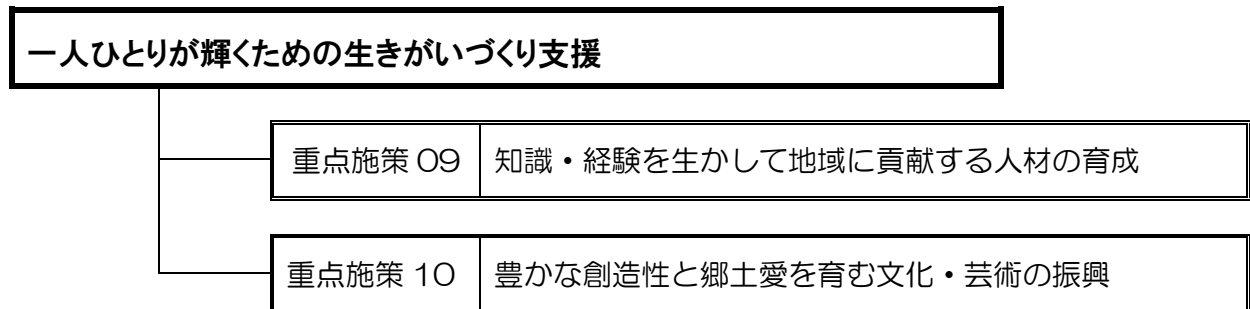 一人ひとりが輝くための生きがいづくり支援
重点施策 09 知識・経験を生かして地域に貢献する人材の育成
重点施策 10 豊かな創造性と郷土愛を育む文化・芸術の振興